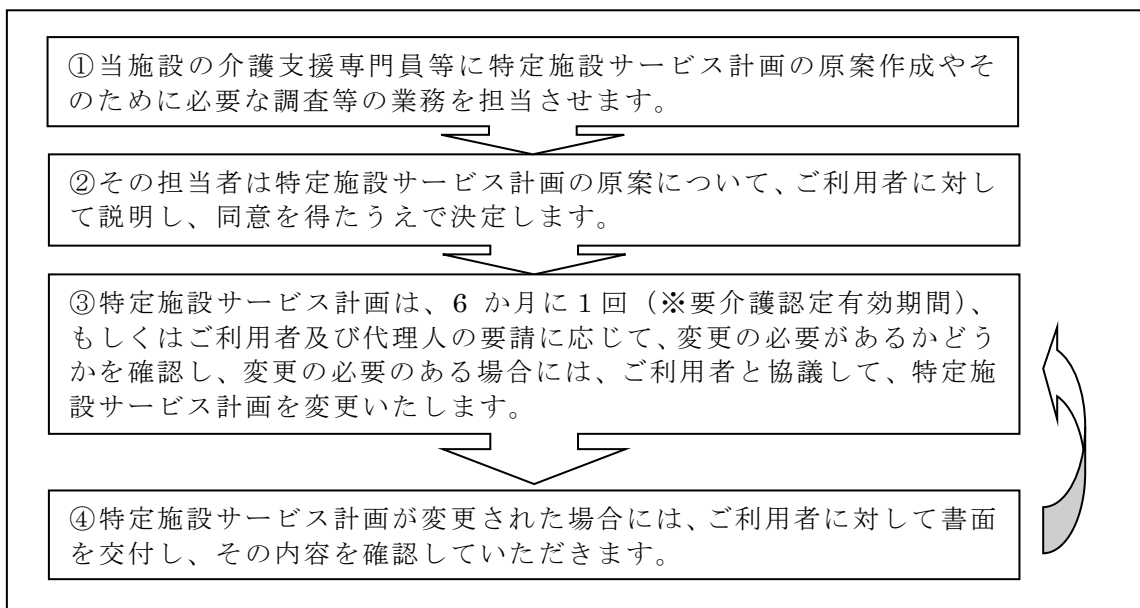 ①当施設の介護支援専門員等に特定施設サービス計画の原案作成やそ
のために必要な調査等の業務を担当させます。
②その担当者は特定施設サービス計画の原案について、ご利用者に対し
て説明し、同意を得たうえで決定します。
③特定施設サービス計画は、6 か月に1回（※要介護認定有効期間）、
もしくはご利用者及び代理人の要請に応じて、変更の必要があるかどう
かを確認し、変更の必要のある場合には、ご利用者と協議して、特定施
設サービス計画を変更いたします。
④特定施設サービス計画が変更された場合には、ご利用者に対して書面
を交付し、その内容を確認していただきます。